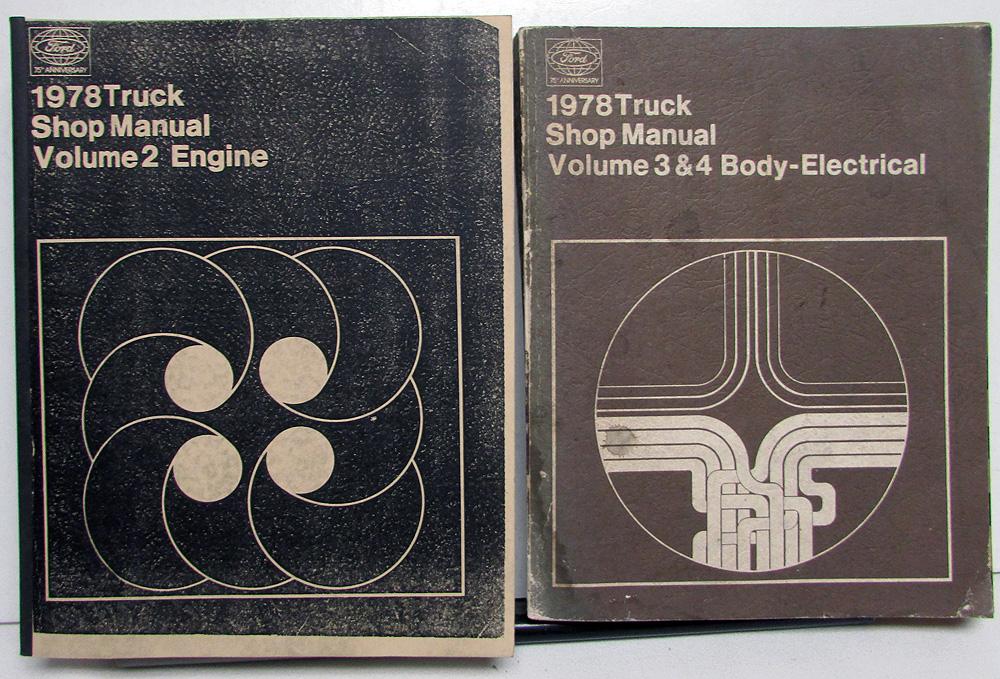 Ford
75th ANNIVERSARY
1978 Truck
Shop Manual
Volume 2 Engine
Ford
75th ANNIVERSARY
1978 Truck
Shop Manual
Volume 3 & 4 Body-Electrical